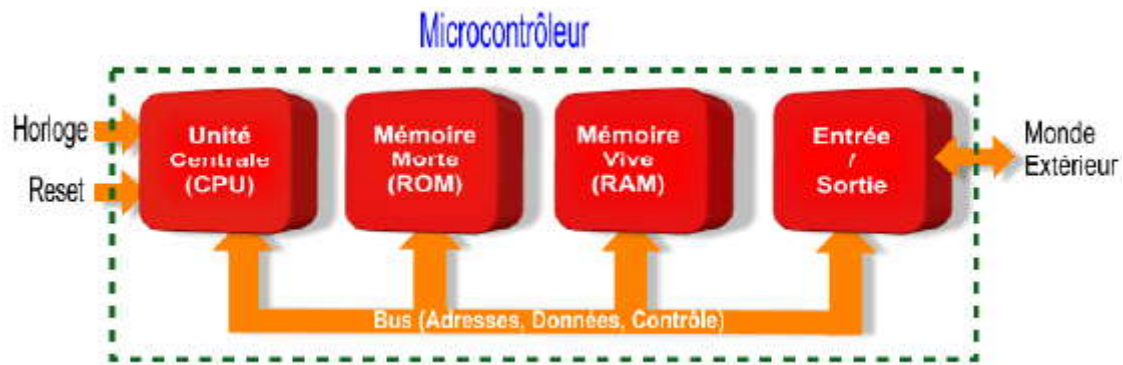 Microcontrôleur
Horloge
Reset
Unité
Centrale
(CPU)
Mémoire
Morte
(ROM)
Mémoire
Vive
(RAM)
Entrée
/
Sortie
Monde
Extérieur
Bus (Adresses, Données, Contrôle)